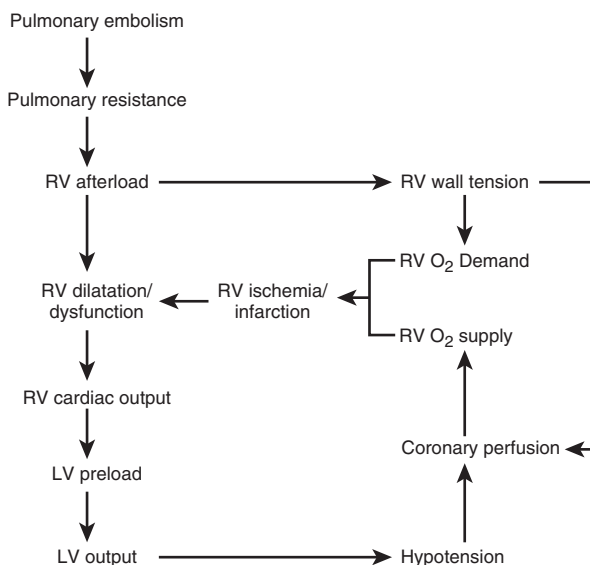 Pulmonary embolism
Pulmonary resistance
RV afterload
RV wall tension
RV O2 Demand
RV dilatation/
dysfunction
RV ischemia/
infarction
RV O2 supply
RV cardiac output
Coronary perfusion
LV preload
LV output
Hypotension